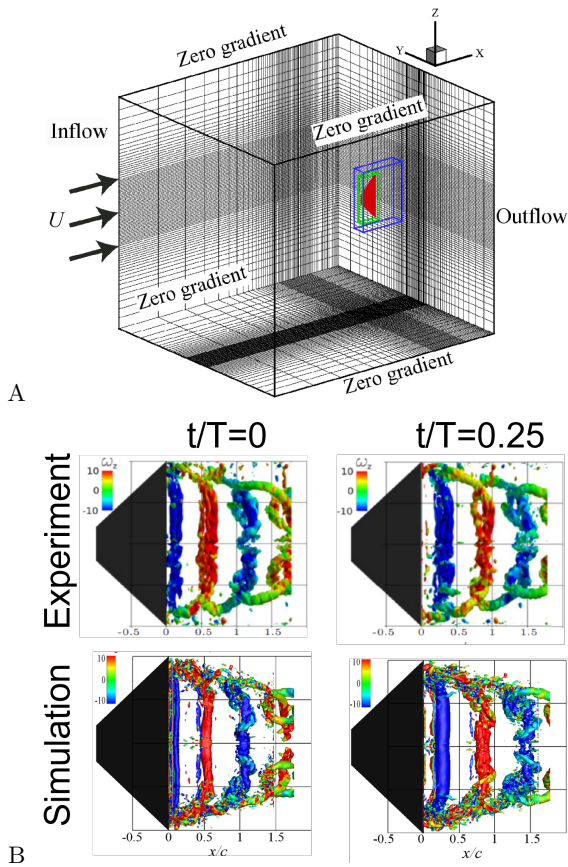 Zero gradient
Z
Y
X
Inflow
Zero gradient
U
Outflow
Zero gradient
Zero gradient
A
t/T=0
t/T=0.25
Experiment
ωz
10
0
-10
-0.5
0
0.5
1
1.5
ωz
10
0
-10
-0.5
0
0.5
1
1.5
Simulation
10
0
-10
-0.5
0
0.5
1
1.5
x/c
10
0
-10
-0.5
0
0.5
1
1.5
x/c
B